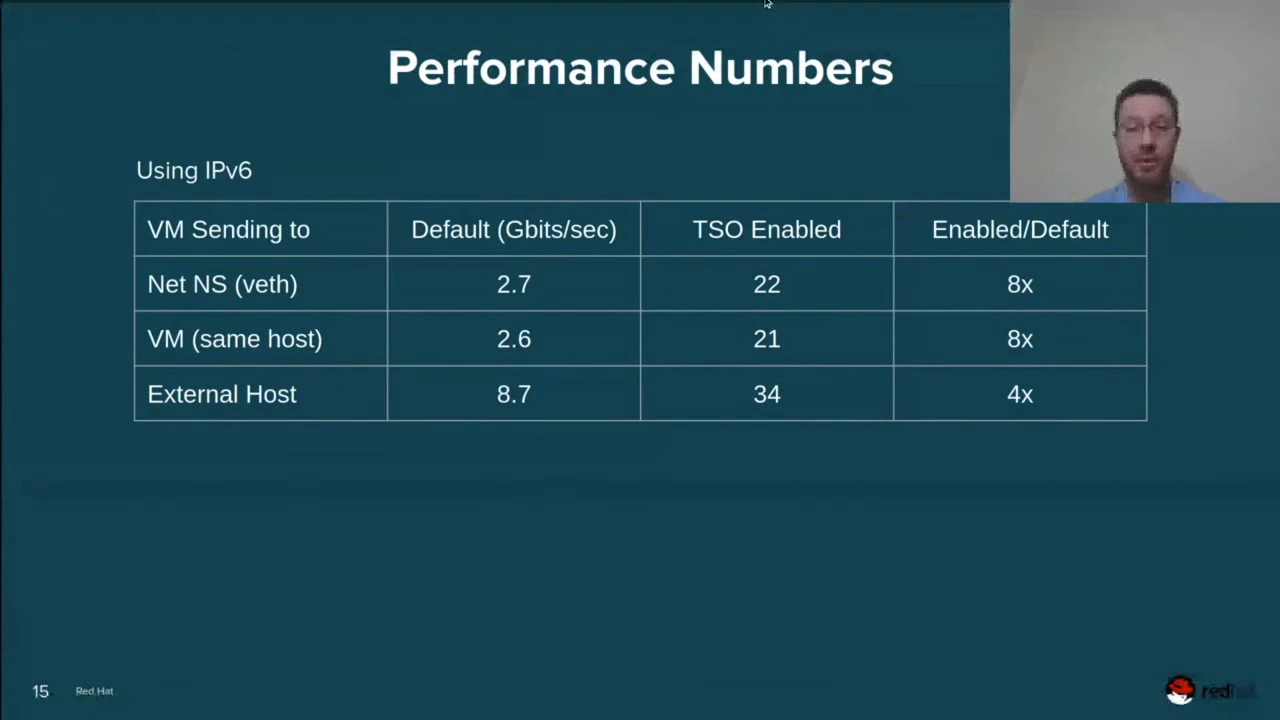 Performance Numbers
Using IPv6
VM Sending to Default (Gbits/sec) TSO Enabled Enabled/Default
Net NS (veth) 2.7 22 8x
VM (same host) 2.6 21 8x
External Host 8.7 34 4x
15 Red Hat